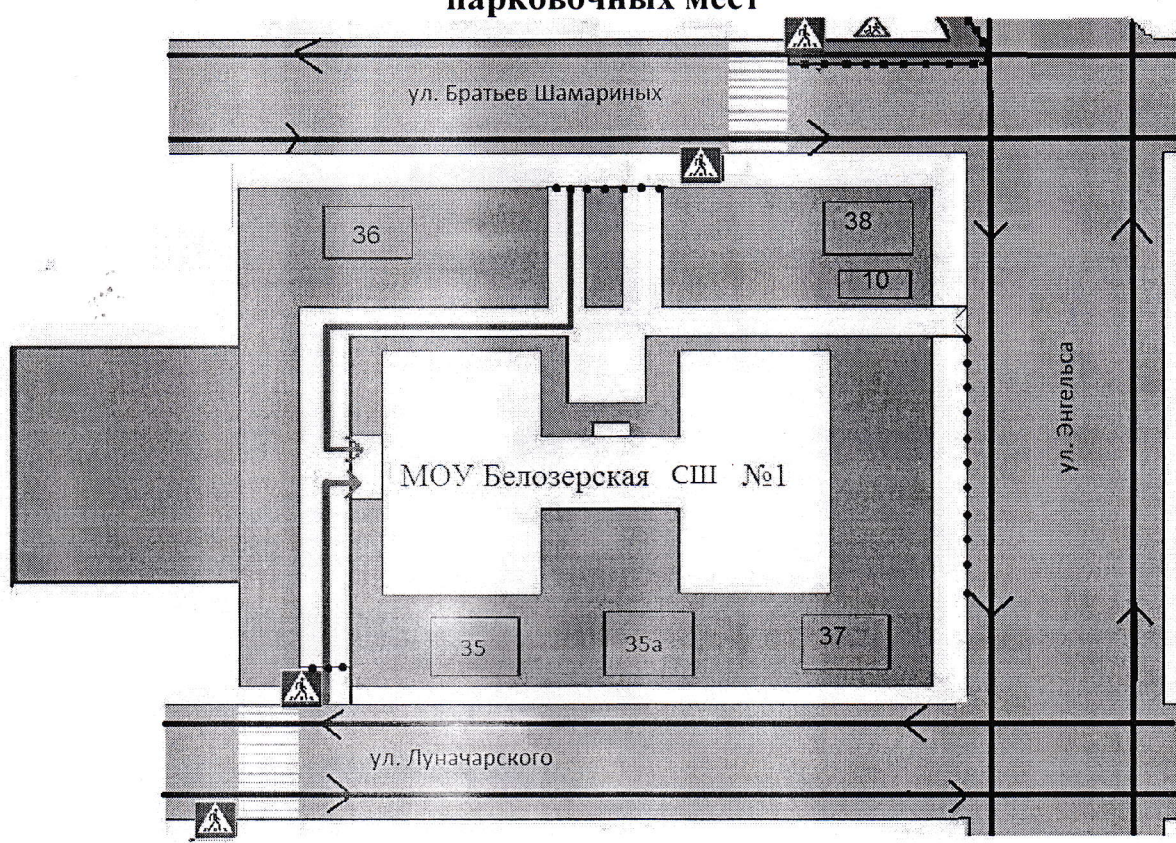 парковочных мест
ул. Братьев Шамариных
36
38
10
ул. Энгельса
МОУ Белозерская СШ №1
35
35а
37
ул. Луначарского